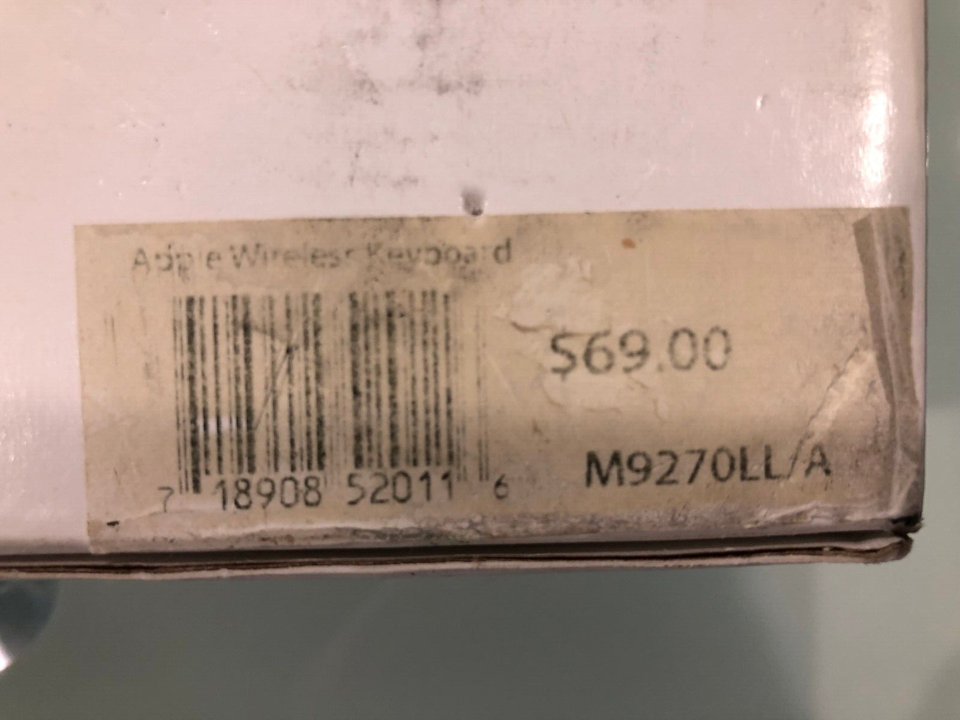 Apple Wireless Keyboard
$69.00
M9270LL/A
7 18908 52011 6